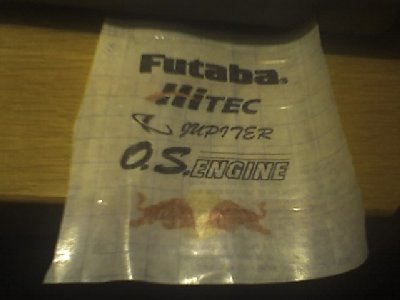 Futaba®
HiTEC
JUPITER
O.S. ENGINE